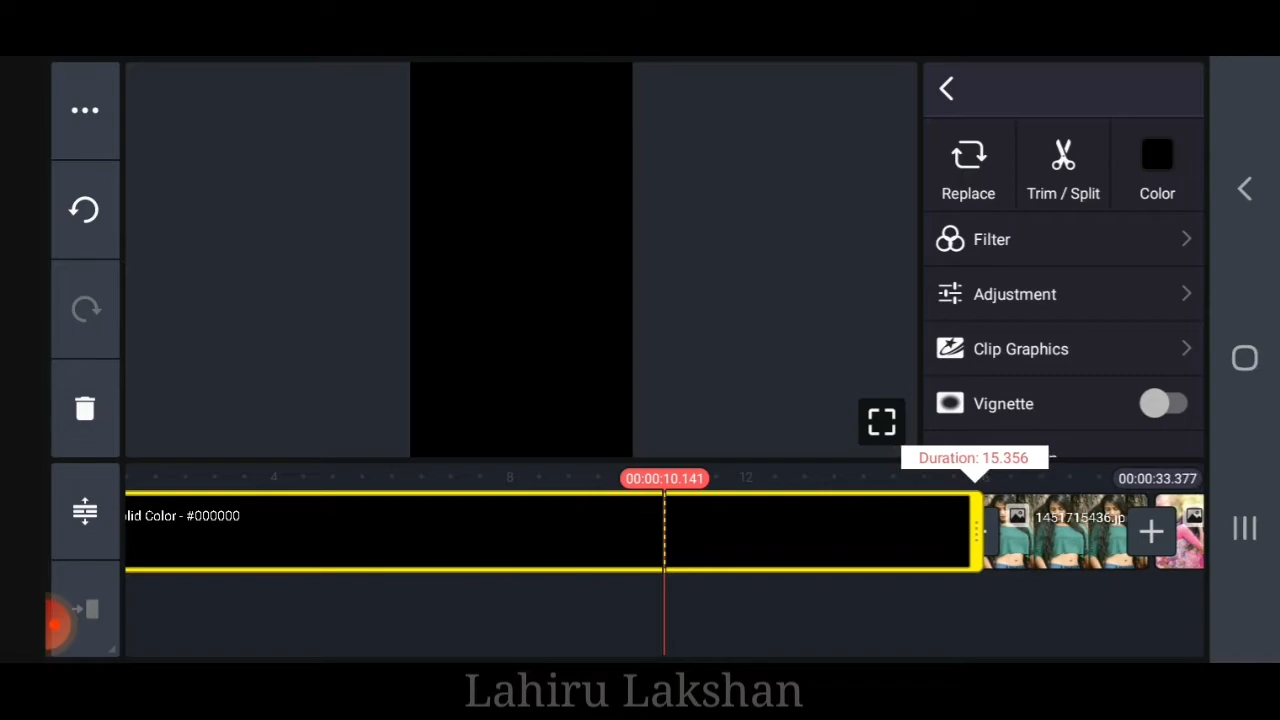 Replace
Trim / Split
Color
Filter
Adjustment
Clip Graphics
Vignette
Duration: 15.356
4
8
00:00:10.141
12
00:00:33.377
lid Color - #000000
1451715436.jp
Lahiru Lakshan